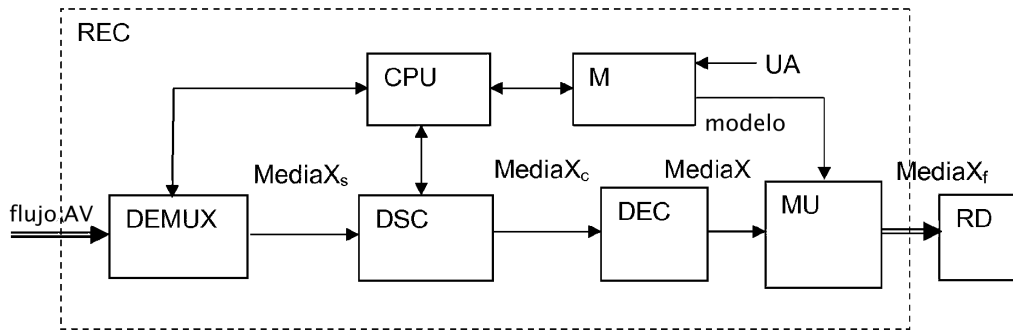 REC
CPU
M
UA
modelo
MediaXs
MediaXc
MediaX
MediaXf
flujo AV
DEMUX
DSC
DEC
MU
RD